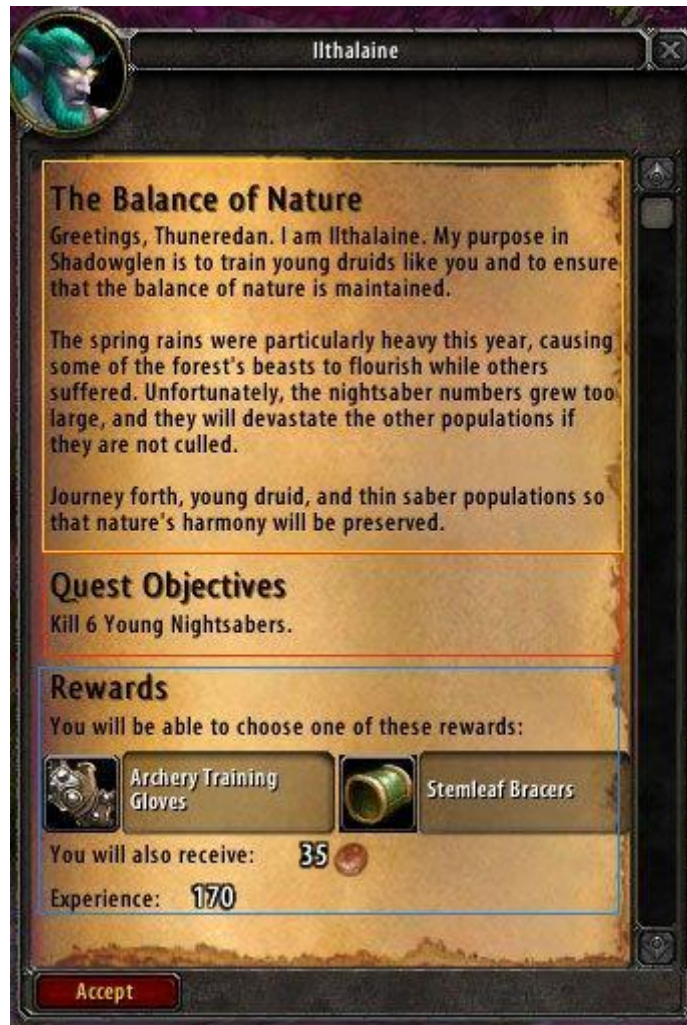 Ilthalaine
The Balance of Nature
Greetings, Thuneredan. I am Ilthalaine. My purpose in
Shadowglen is to train young druids like you and to ensure
that the balance of nature is maintained.
The spring rains were particularly heavy this year, causing
some of the forest's beasts to flourish while others
suffered. Unfortunately, the nightsaber numbers grew too
large, and they will devastate the other populations if
they are not culled.
Journey forth, young druid, and thin saber populations so
that nature's harmony will be preserved.
Quest Objectives
Kill 6 Young Nightsabers.
Rewards
You will be able to choose one of these rewards:
Archery Training
Gloves
Stemleaf Bracers
You will also receive: 35
Experience: 170
Accept